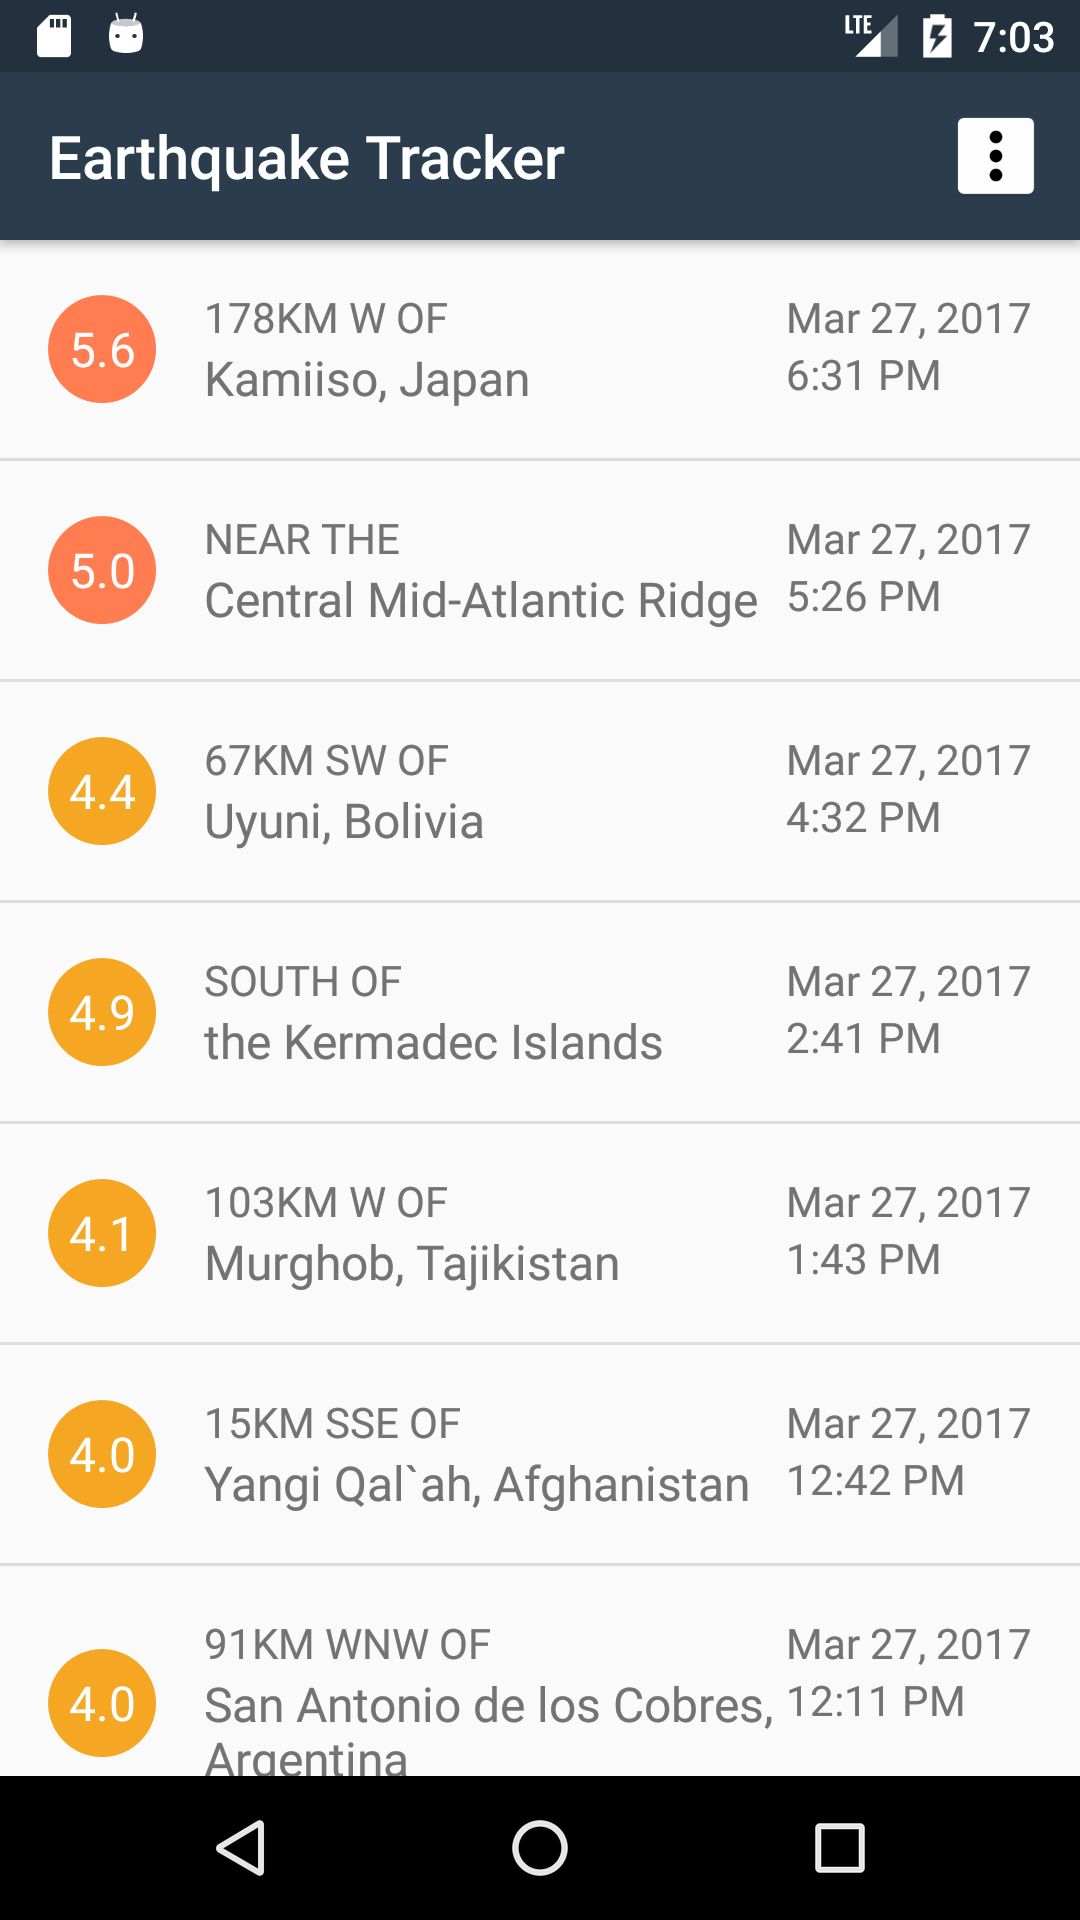 LTE 7:03
Earthquake Tracker
5.6
178KM W OF
Kamiiso, Japan
Mar 27, 2017
6:31 PM
5.0
NEAR THE
Central Mid-Atlantic Ridge
Mar 27, 2017
5:26 PM
4.4
67KM SW OF
Uyuni, Bolivia
Mar 27, 2017
4:32 PM
4.9
SOUTH OF
the Kermadec Islands
Mar 27, 2017
2:41 PM
4.1
103KM W OF
Murghob, Tajikistan
Mar 27, 2017
1:43 PM
4.0
15KM SSE OF
Yangi Qal`ah, Afghanistan
Mar 27, 2017
12:42 PM
4.0
91KM WNW OF
San Antonio de los Cobres,
Argentina
Mar 27, 2017
12:11 PM